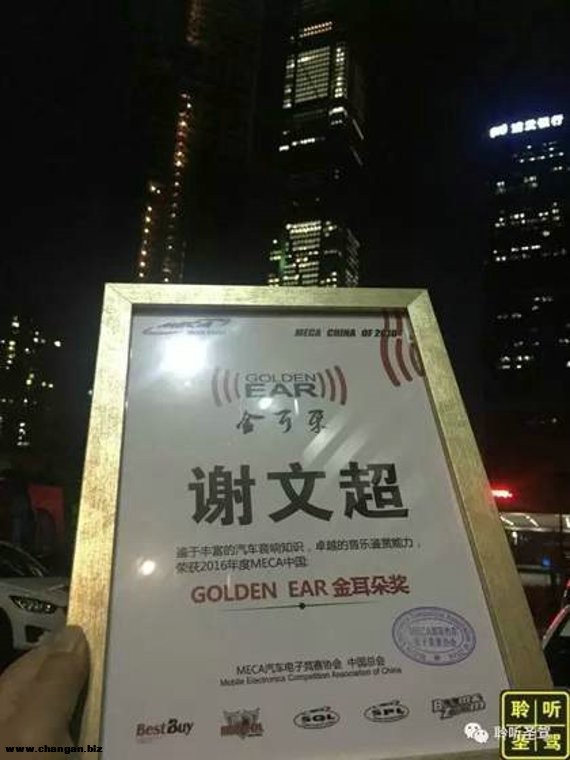 浦发银行
MECA CHINA OF 2016
GOLDEN
EAR
金耳朵
谢文超
鉴于丰富的汽车音响知识，卓越的音乐鉴赏能力，
荣获2016年度MECA中国:
GOLDEN EAR 金耳朵奖
MECA汽车电子竞赛协会 中国总会
Mobile Electronics Competition Association of China
BestBuy
SQL
SPL
聆听
圣驾
聆听圣驾
www.changan.biz